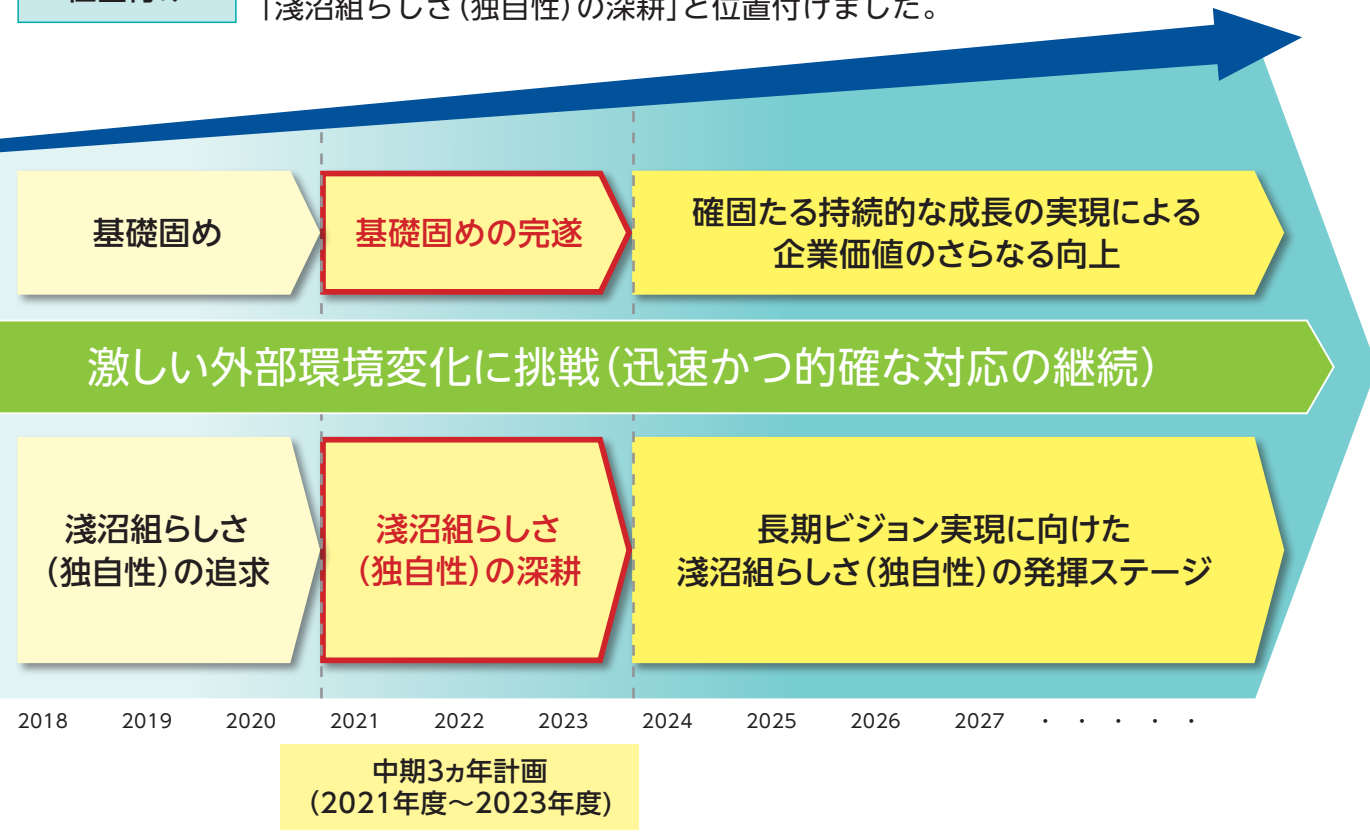 「淺沼組らしさ(独自性)の深耕」と位置付けました。
基礎固め
基礎固めの完遂
確固たる持続的な成長の実現による
企業価値のさらなる向上
激しい外部環境変化に挑戦(迅速かつ的確な対応の継続)
淺沼組らしさ
(独自性)の追求
淺沼組らしさ
(独自性)の深耕
長期ビジョン実現に向けた
淺沼組らしさ(独自性)の発揮ステージ
2018 2019 2020 2021 2022 2023 2024 2025 2026 2027 ・ ・ ・ ・ ・
中期3ヵ年計画
(2021年度～2023年度)